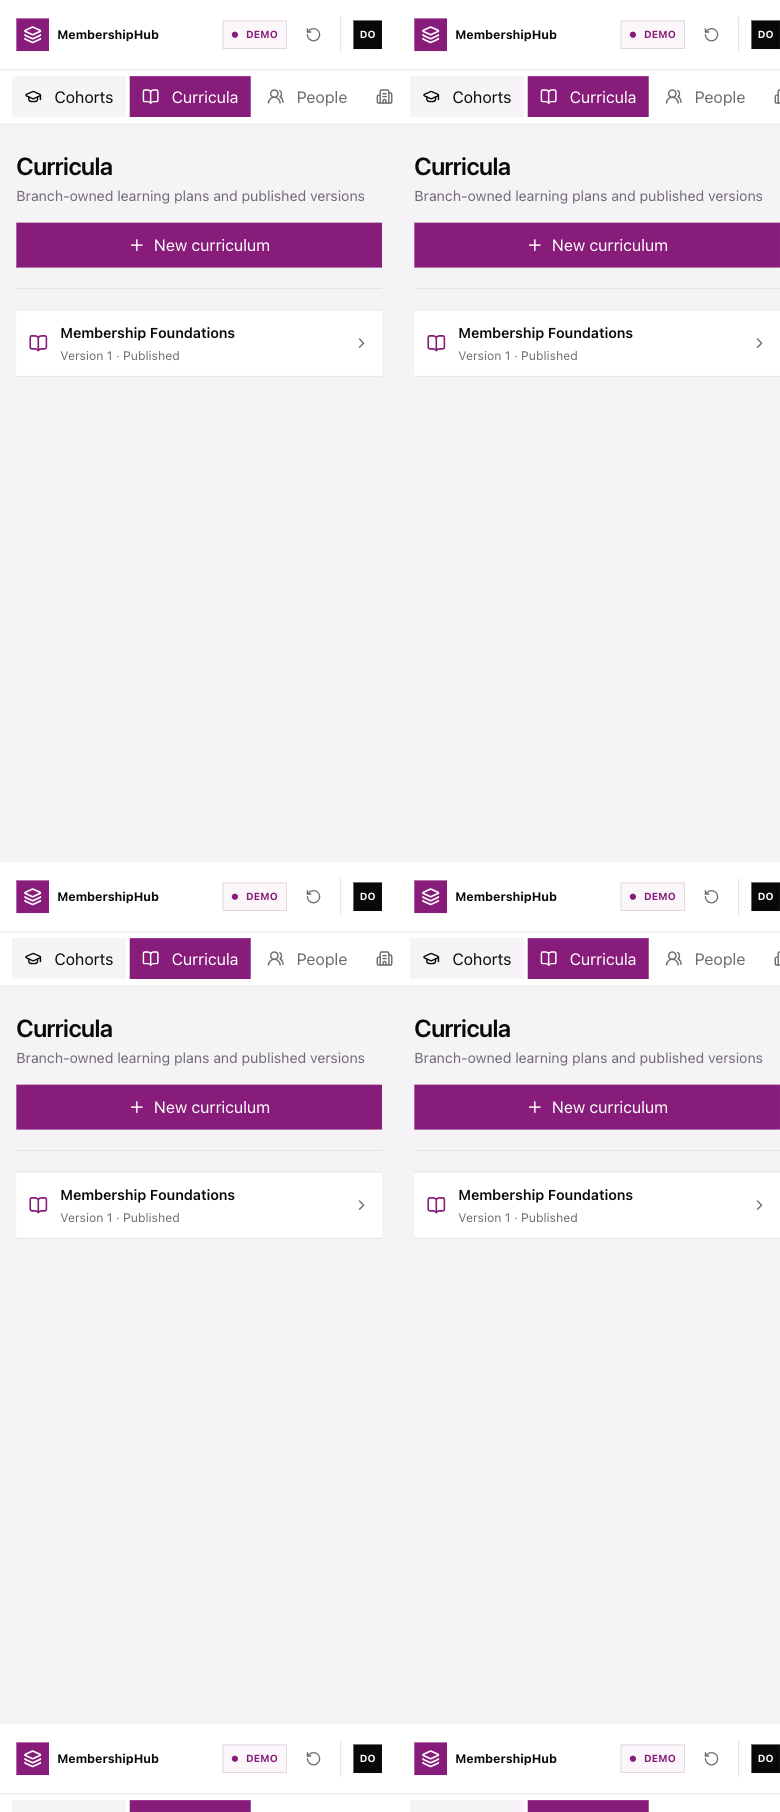 MembershipHub DEMO DO MembershipHub DEMO DO
Cohorts Curricula People Cohorts Curricula People
Curricula Curricula
Branch-owned learning plans and published versions Branch-owned learning plans and published versions
+ New curriculum + New curriculum
Membership Foundations Membership Foundations
Version 1 · Published Version 1 · Published
MembershipHub DEMO DO MembershipHub DEMO DO
Cohorts Curricula People Cohorts Curricula People
Curricula Curricula
Branch-owned learning plans and published versions Branch-owned learning plans and published versions
+ New curriculum + New curriculum
Membership Foundations Membership Foundations
Version 1 · Published Version 1 · Published
MembershipHub DEMO DO MembershipHub DEMO DO